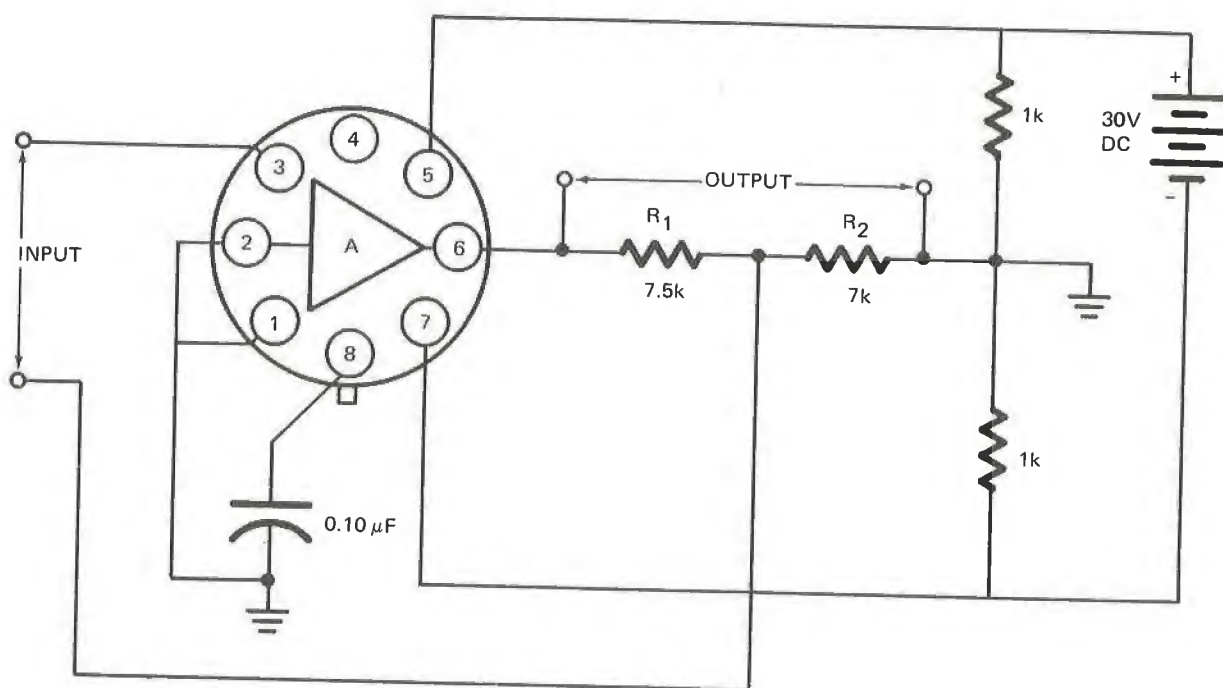 INPUT
3
4
5
2
A
6
1
7
8
0.10 μF
OUTPUT
R1
7.5k
R2
7k
1k
1k
+
30V
DC
−